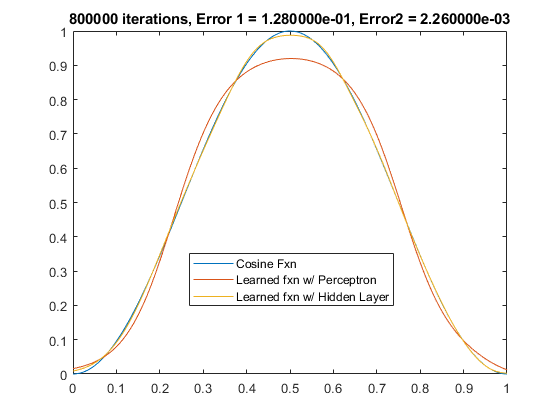 800000 iterations, Error 1 = 1.280000e-01, Error2 = 2.260000e-03
1
0.9
0.8
0.7
0.6
0.5
0.4
0.3
0.2
0.1
0
Cosine Fxn
Learned fxn w/ Perceptron
Learned fxn w/ Hidden Layer
0 0.1 0.2 0.3 0.4 0.5 0.6 0.7 0.8 0.9 1